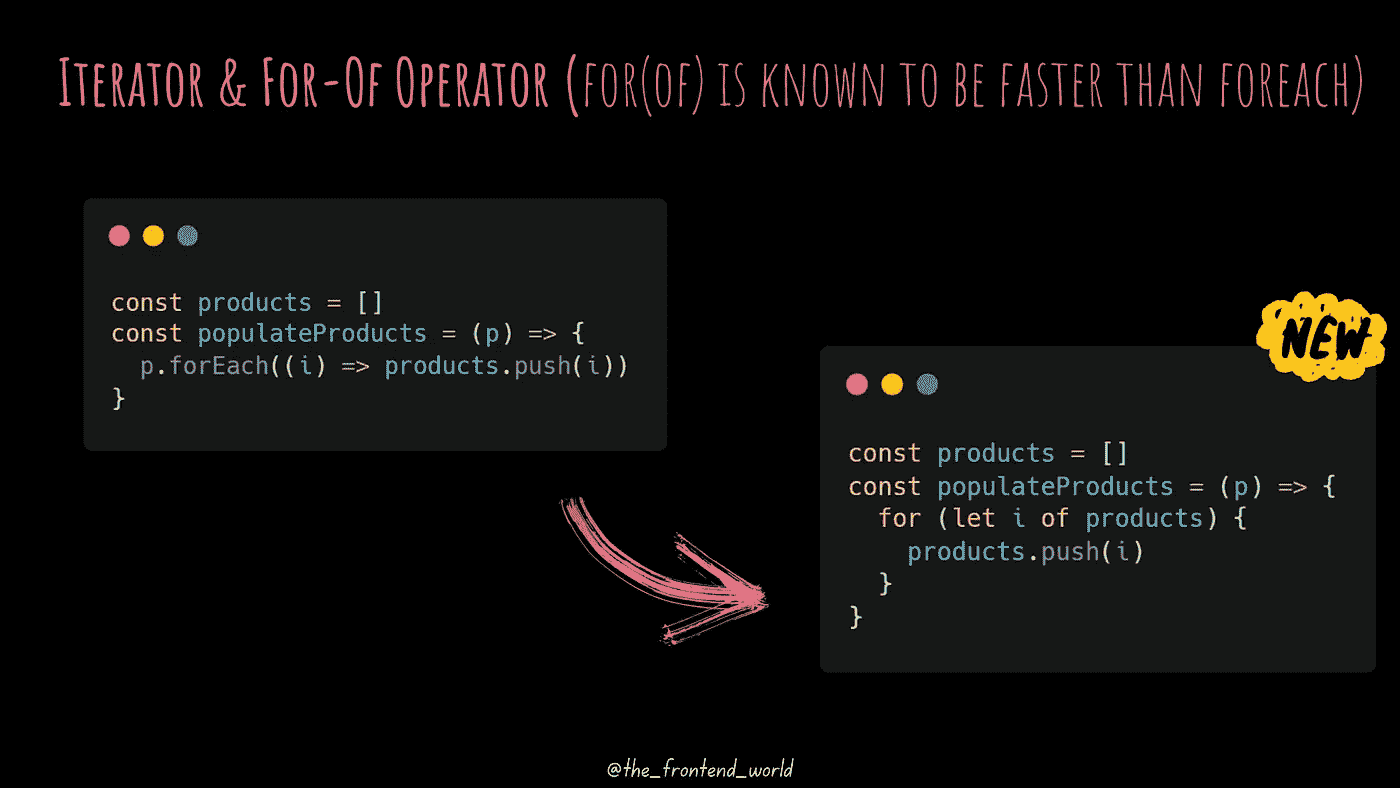 Iterator & For-Of Operator (for(of) is known to be faster than foreach)
const products = []
const populateProducts = (p) => {
  p.forEach((i) => products.push(i))
}
NEW
const products = []
const populateProducts = (p) => {
  for (let i of products) {
    products.push(i)
  }
}
@the_frontend_world